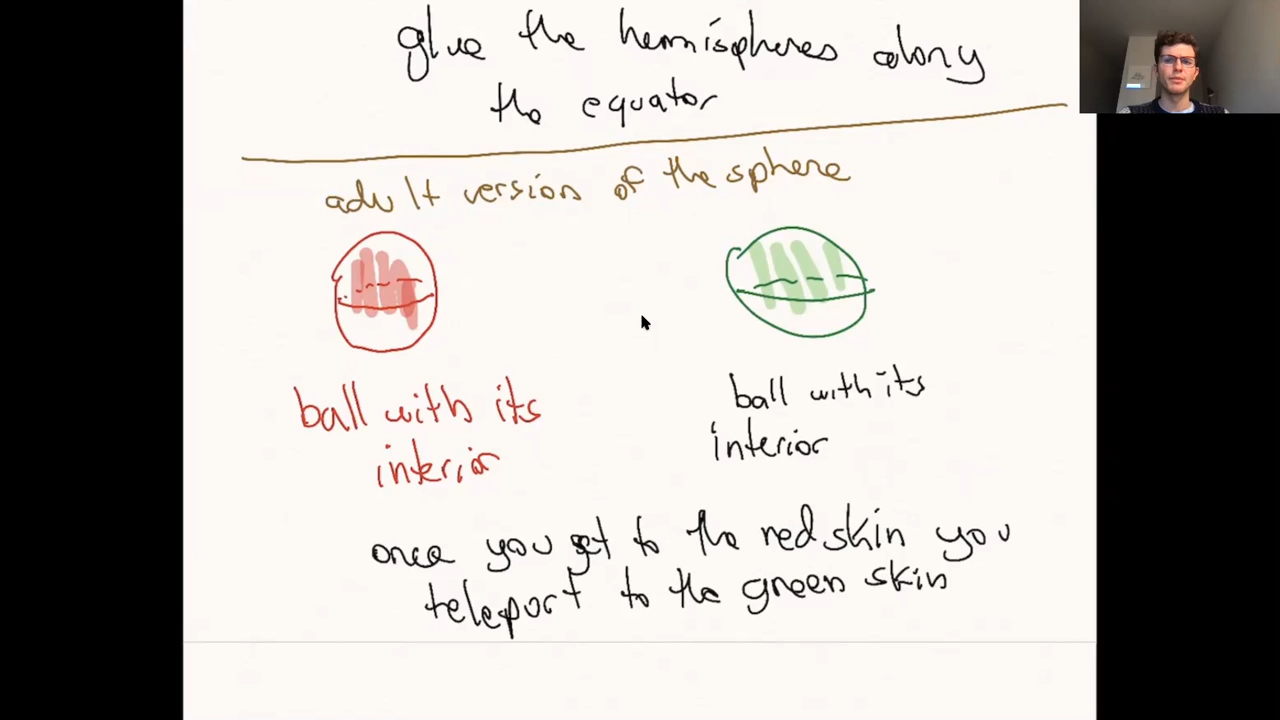 glue the hemispheres along
the equator
adult version of the sphere
ball with its
interior
ball with its
interior
once you get to the red skin you
teleport to the green skin